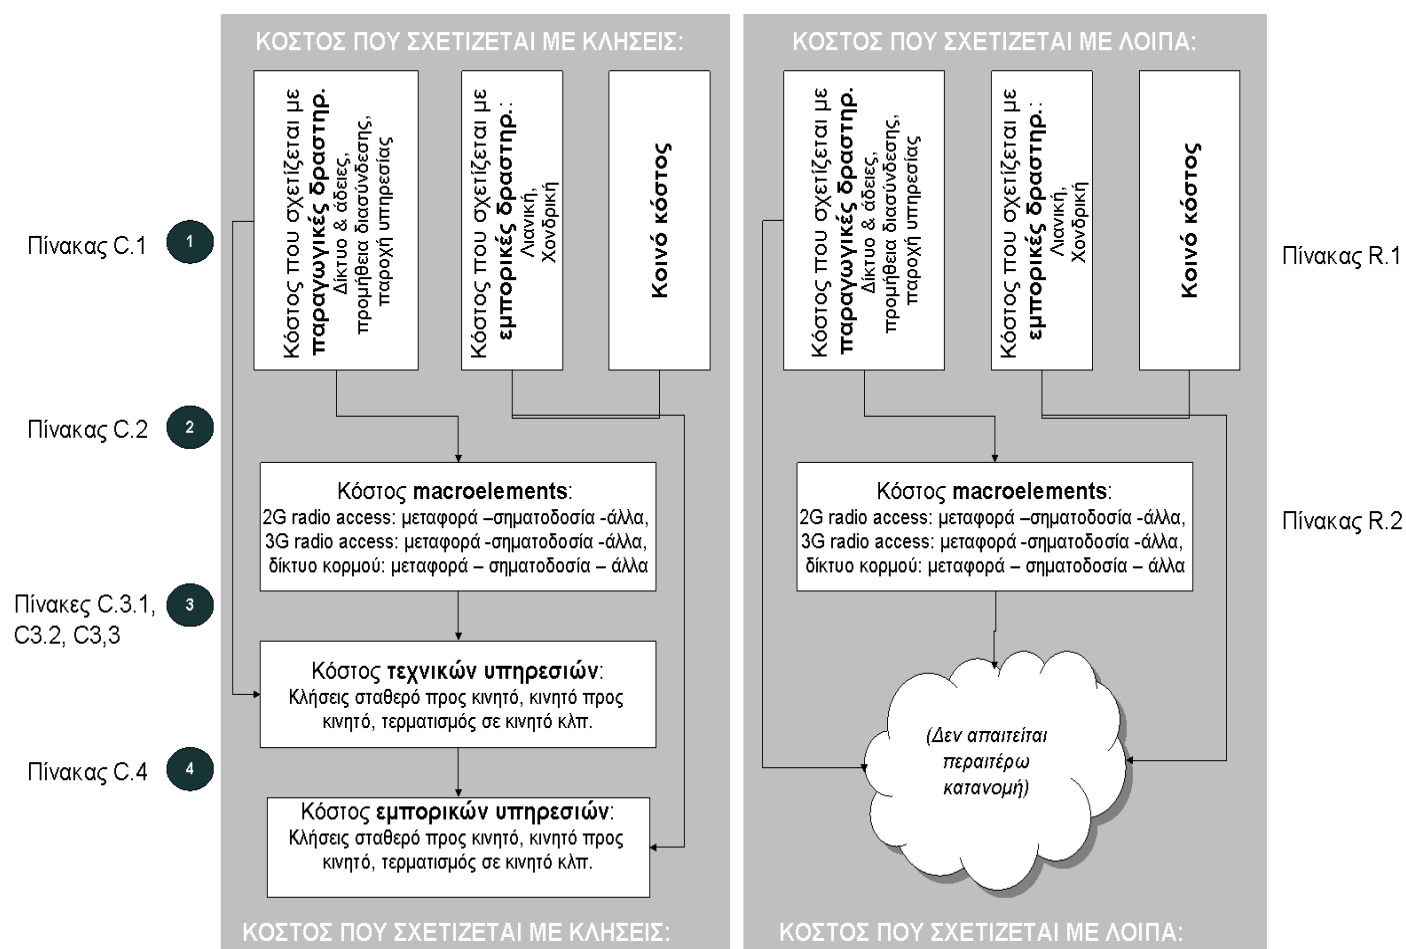 ΚΟΣΤΟΣ ΠΟΥ ΣΧΕΤΙΖΕΤΑΙ ΜΕ ΚΛΗΣΕΙΣ:
Κόστος που σχετίζεται με
παραγωγικές δραστηρ.
Δίκτυο & άδειες,
προμήθεια διασύνδεσης,
παροχή υπηρεσίας
Κόστος που σχετίζεται με
εμπορικές δραστηρ.:
Λιανική,
Χονδρική
Κοινό κόστος
ΚΟΣΤΟΣ ΠΟΥ ΣΧΕΤΙΖΕΤΑΙ ΜΕ ΛΟΙΠΑ:
Κόστος που σχετίζεται με
παραγωγικές δραστηρ.
Δίκτυο & άδειες,
προμήθεια διασύνδεσης,
παροχή υπηρεσίας
Κόστος που σχετίζεται με
εμπορικές δραστηρ.:
Λιανική,
Χονδρική
Κοινό κόστος
Πίνακας C.1
1
Πίνακας R.1
Πίνακας C.2
2
Κόστος macroelements:
2G radio access: μεταφορά –σηματοδοσία -άλλα,
3G radio access: μεταφορά -σηματοδοσία -άλλα,
δίκτυο κορμού: μεταφορά – σηματοδοσία – άλλα
Κόστος macroelements:
2G radio access: μεταφορά –σηματοδοσία -άλλα,
3G radio access: μεταφορά -σηματοδοσία -άλλα,
δίκτυο κορμού: μεταφορά – σηματοδοσία – άλλα
Πίνακας R.2
Πίνακες C.3.1,
C3.2, C3,3
3
Κόστος τεχνικών υπηρεσιών:
Κλήσεις σταθερό προς κινητό, κινητό προς
κινητό, τερματισμός σε κινητό κλπ.
(Δεν απαιτείται
περαιτέρω
κατανομή)
Πίνακας C.4
4
Κόστος εμπορικών υπηρεσιών:
Κλήσεις σταθερό προς κινητό, κινητό προς
κινητό, τερματισμός σε κινητό κλπ.
ΚΟΣΤΟΣ ΠΟΥ ΣΧΕΤΙΖΕΤΑΙ ΜΕ ΚΛΗΣΕΙΣ:
ΚΟΣΤΟΣ ΠΟΥ ΣΧΕΤΙΖΕΤΑΙ ΜΕ ΛΟΙΠΑ: